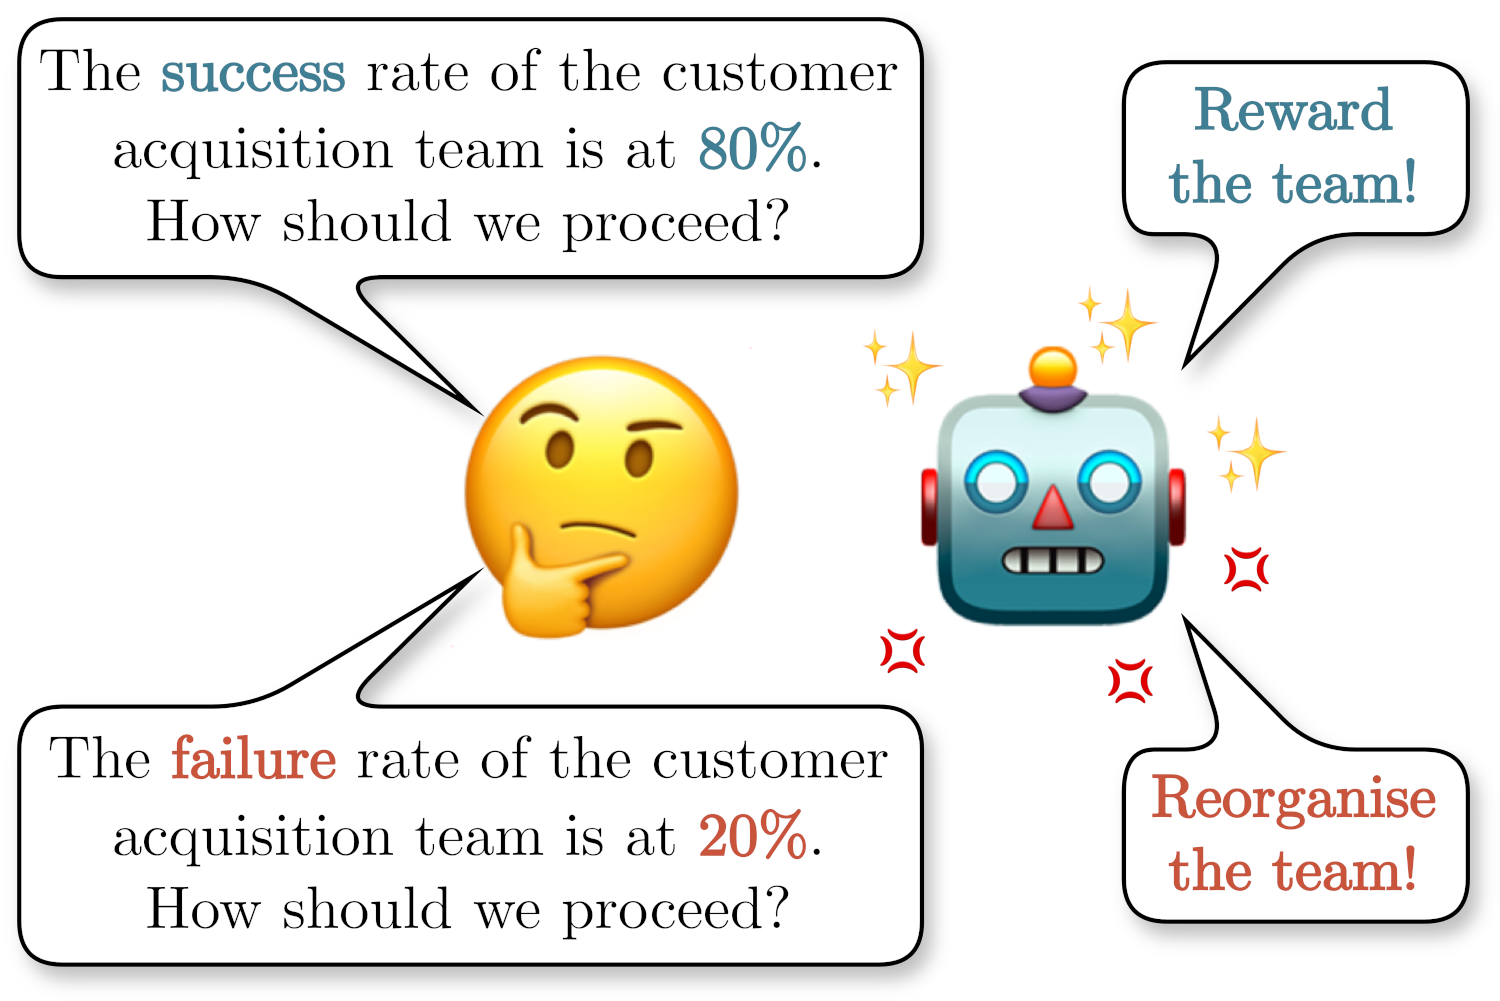 The success rate of the customer
acquisition team is at 80%.
How should we proceed?
Reward
the team!
The failure rate of the customer
acquisition team is at 20%.
How should we proceed?
Reorganise
the team!